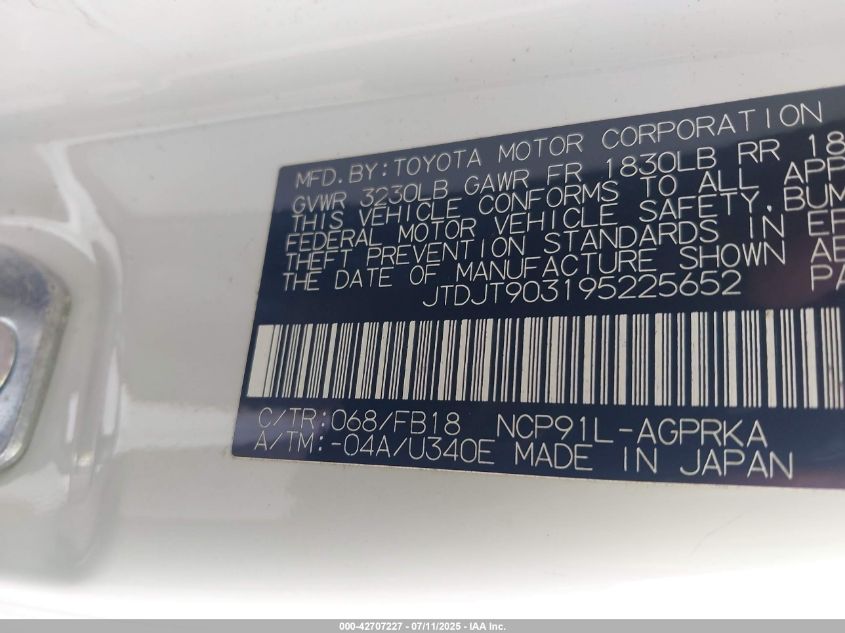 MFD.BY:TOYOTA MOTOR CORPORATION
GVWR 3230LB GAWR FR 1830LB RR 18
THIS VEHICLE CONFORMS TO ALL APP
FEDERAL MOTOR VEHICLE SAFETY,BUM
THEFT PREVENTION STANDARDS IN EF
THE DATE OF MANUFACTURE SHOWN AB
JTDJT903195225652 PA
C/TR:068/FB18 NCP91L-AGPRKA
A/TM:-04A/U340E MADE IN JAPAN
000-42707227 - 07/11/2025 - IAA Inc.